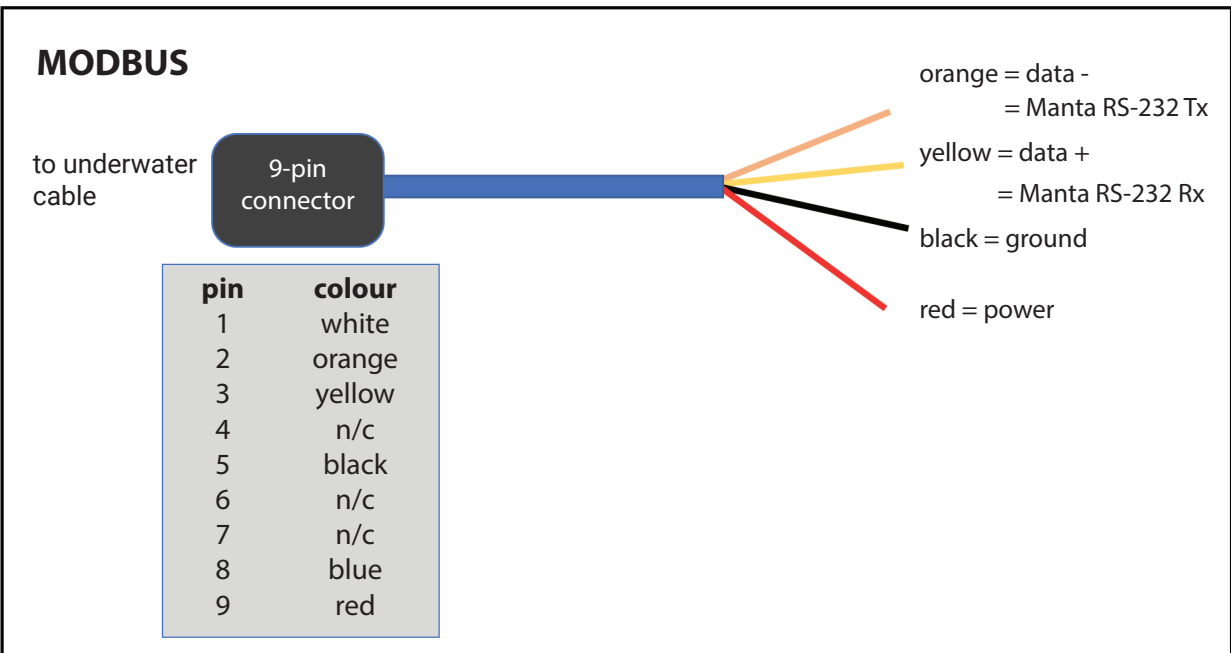 MODBUS
to underwater
cable
9-pin
connector
orange = data -
= Manta RS-232 Tx
yellow = data +
= Manta RS-232 Rx
black = ground
red = power
pin colour
1 white
2 orange
3 yellow
4 n/c
5 black
6 n/c
7 n/c
8 blue
9 red